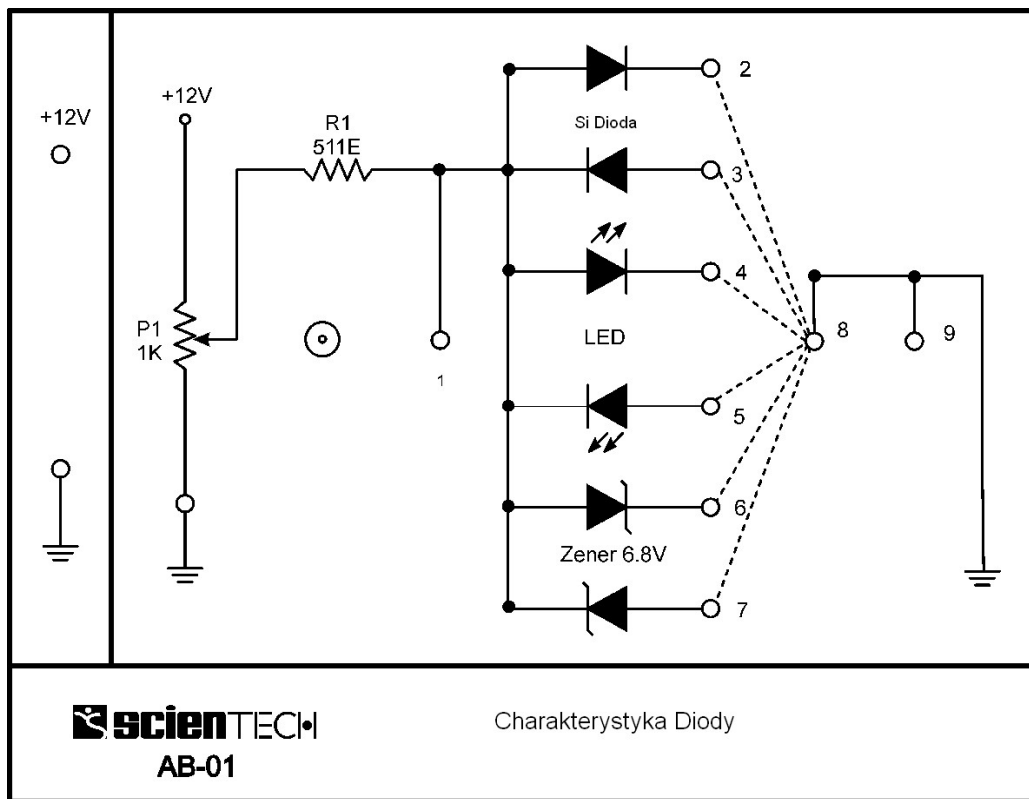 +12V
+12V
R1
511E
P1
1K
1
2
Si Dioda
3
4
LED
5
6
Zener 6.8V
7
8
9
scienTECH
AB-01
Charakterystyka Diody